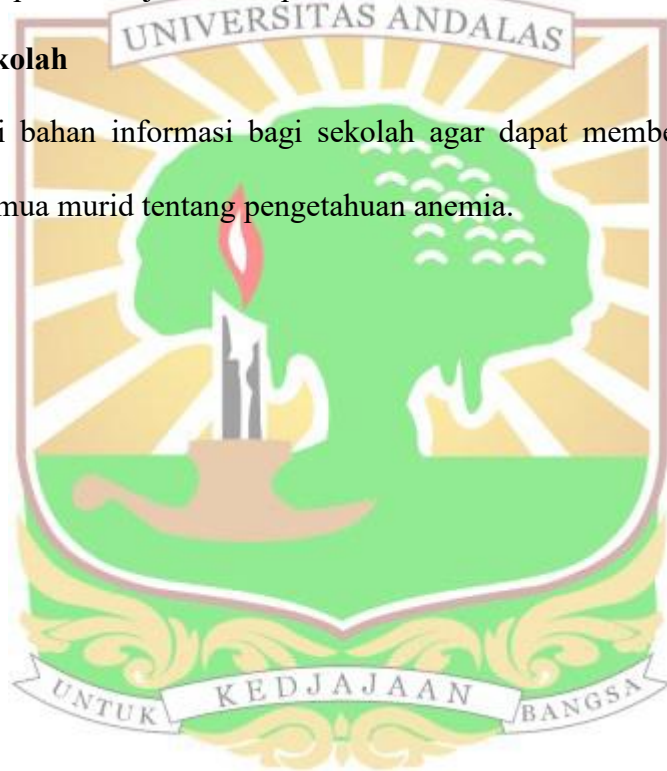 UNIVERSITAS ANDALAS
kolah
i bahan informasi bagi sekolah agar dapat membe
mua murid tentang pengetahuan anemia.
UNTUK KEDJAJAAN BANGSA